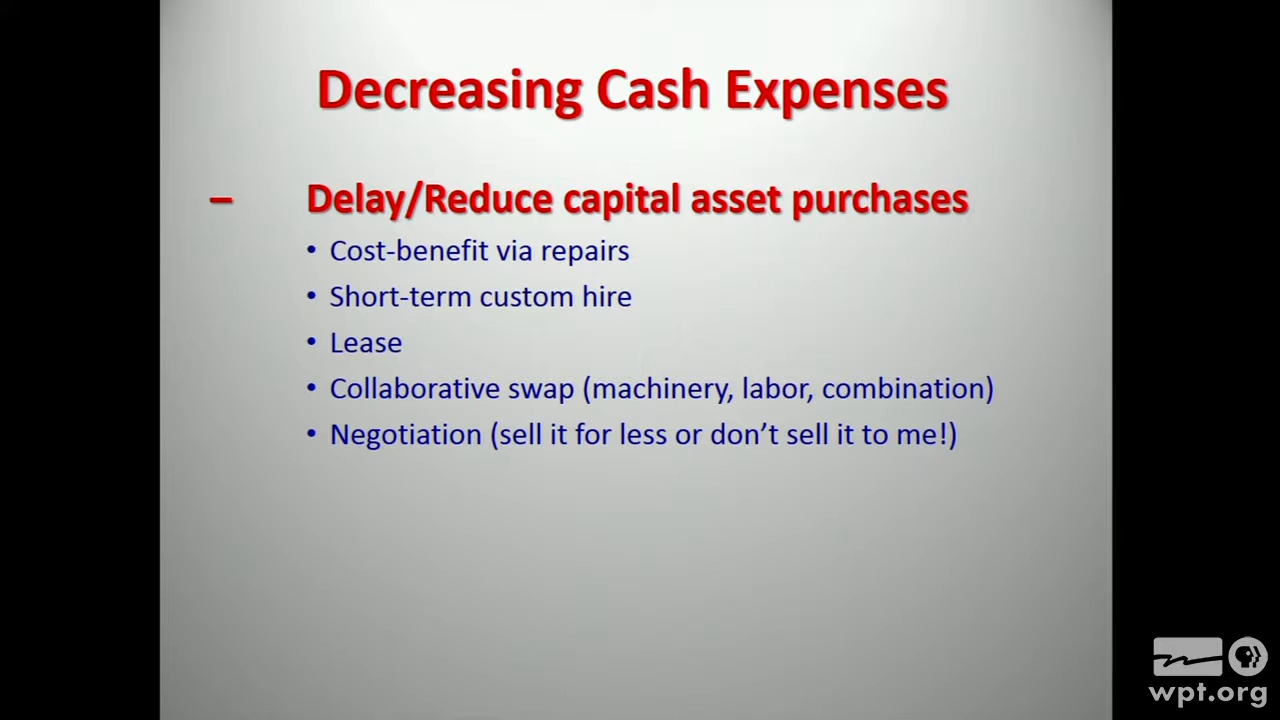 Decreasing Cash Expenses
– Delay/Reduce capital asset purchases
• Cost-benefit via repairs
• Short-term custom hire
• Lease
• Collaborative swap (machinery, labor, combination)
• Negotiation (sell it for less or don’t sell it to me!)
wpt.org